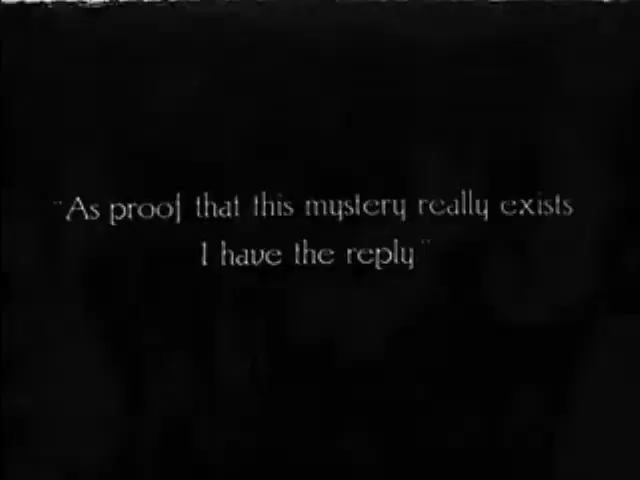 "As proof that this mystery really exists
I have the reply"